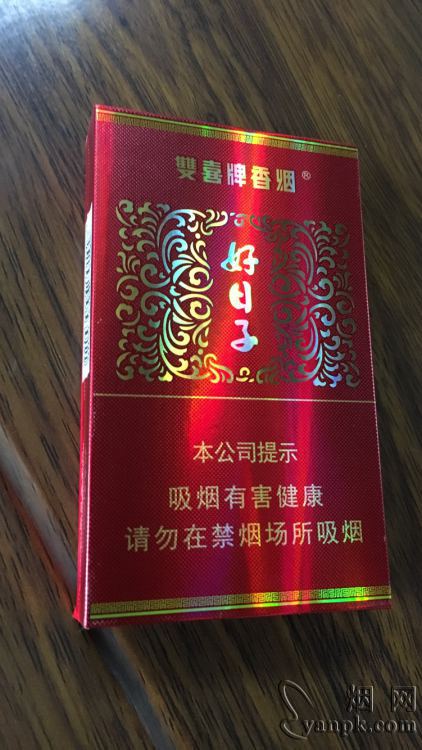 雙喜牌香烟®
好日子
本公司提示
吸烟有害健康
请勿在禁烟场所吸烟
烟网
yanpk.com